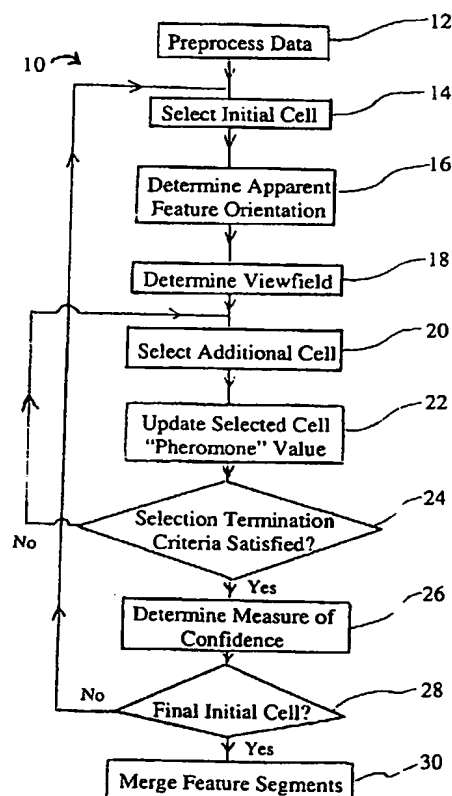 12
Preprocess Data
10
14
Select Initial Cell
16
Determine Apparent
Feature Orientation
18
Determine Viewfield
20
Select Additional Cell
22
Update Selected Cell
"Pheromone" Value
24
Selection Termination
Criteria Satisfied?
No
Yes
26
Determine Measure of
Confidence
No
28
Final Initial Cell?
Yes
30
Merge Feature Segments